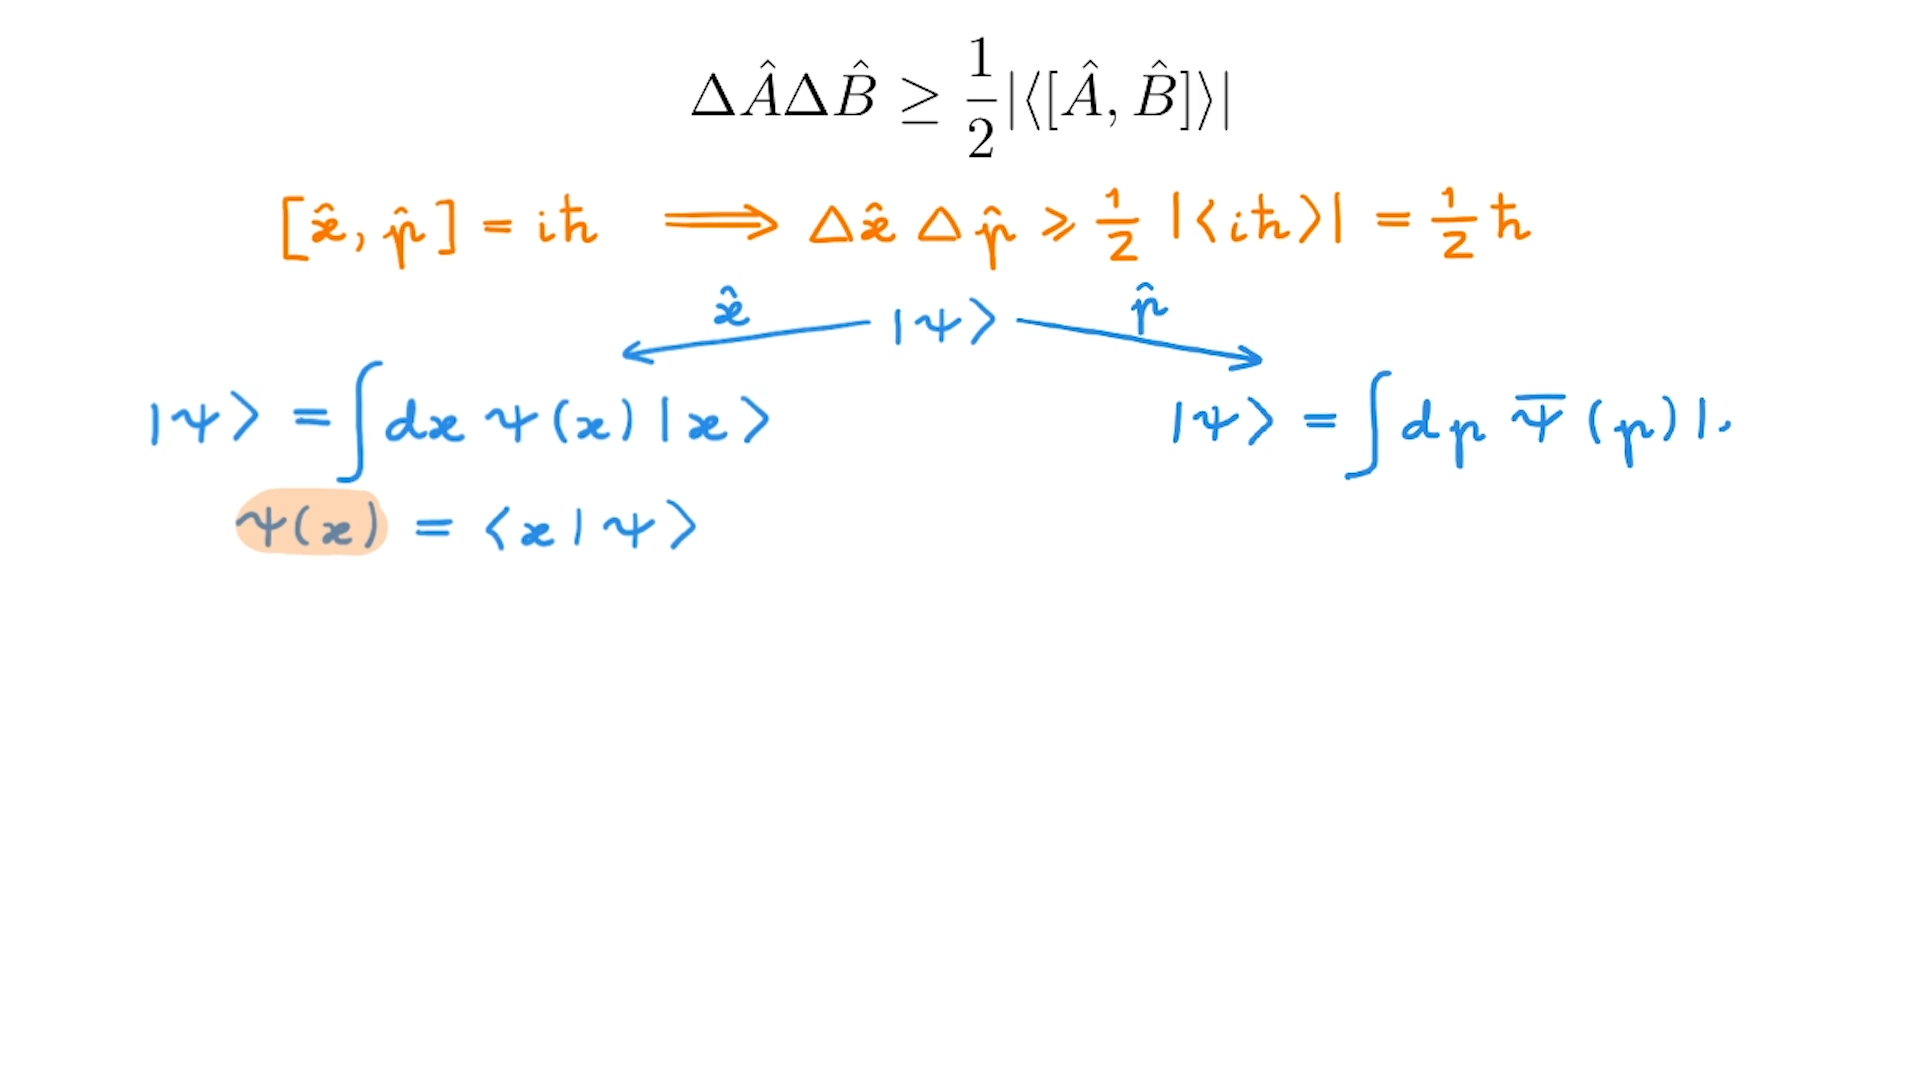 ΔÂΔB̂ ≥ 1/2 |⟨[Â, B̂]⟩|
[x̂, p̂] = iħ ⟹ Δx̂ Δp̂ ⩾ 1/2 |⟨iħ⟩| = 1/2 ħ
x̂ |ψ⟩ p̂
|ψ⟩ = ∫dx ψ(x) |x⟩ |ψ⟩ = ∫dp ψ̅(p) |
ψ(x) = ⟨x|ψ⟩